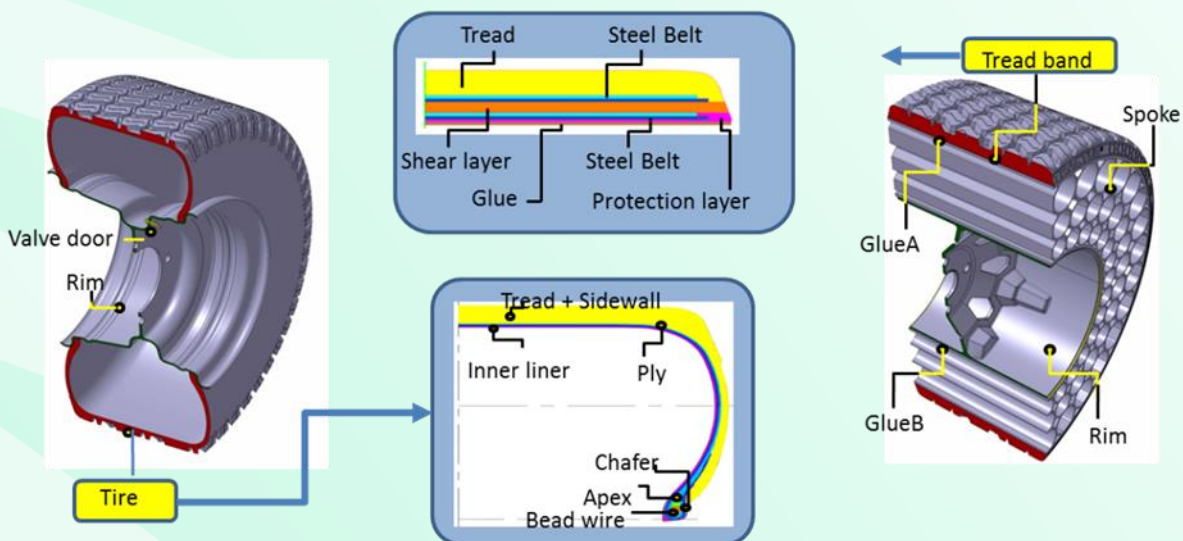 Tread
Steel Belt
Shear layer
Steel Belt
Glue
Protection layer
Tread band
Spoke
GlueA
GlueB
Rim
Valve door
Rim
Tire
Tread + Sidewall
Inner liner
Ply
Chafer
Apex
Bead wire